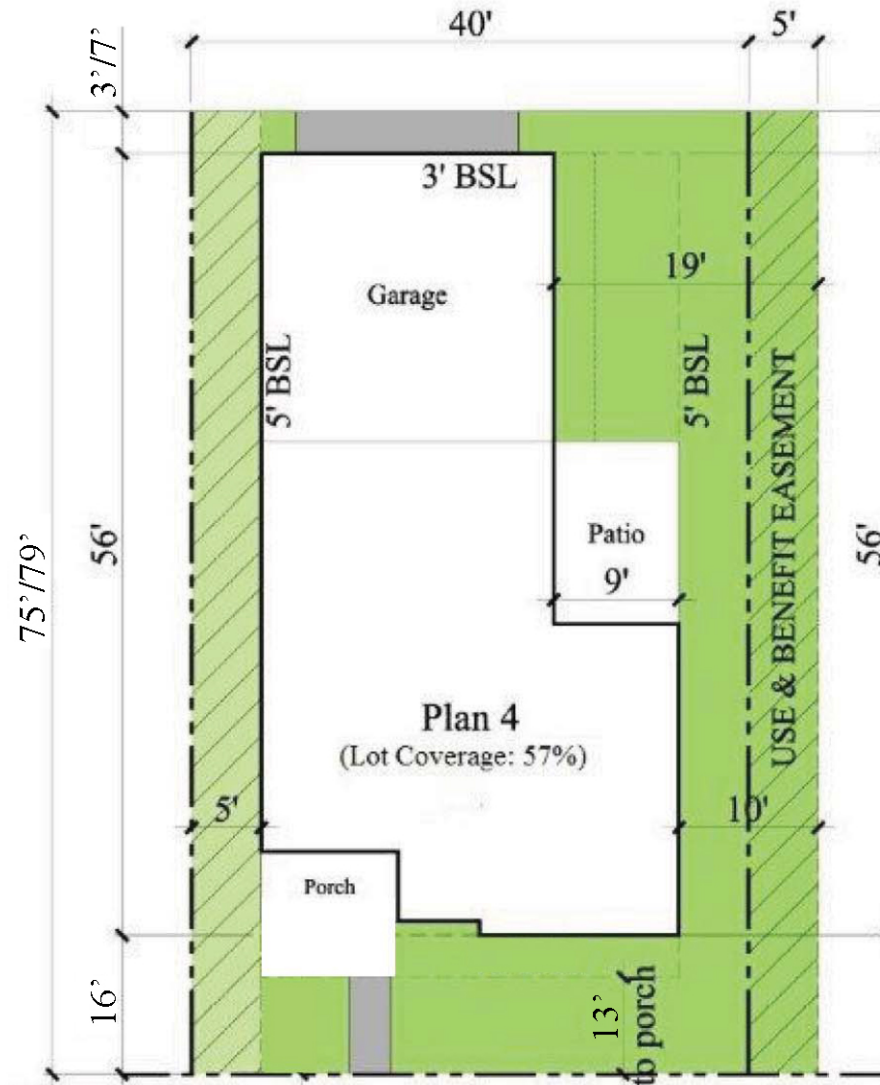 40'
5'
3’/7’
3' BSL
19'
Garage
5' BSL
5' BSL
USE & BENEFIT EASEMENT
Patio
9'
56'
56'
75’/79’
Plan 4
(Lot Coverage: 57%)
5'
10'
Porch
16’
13’
to porch